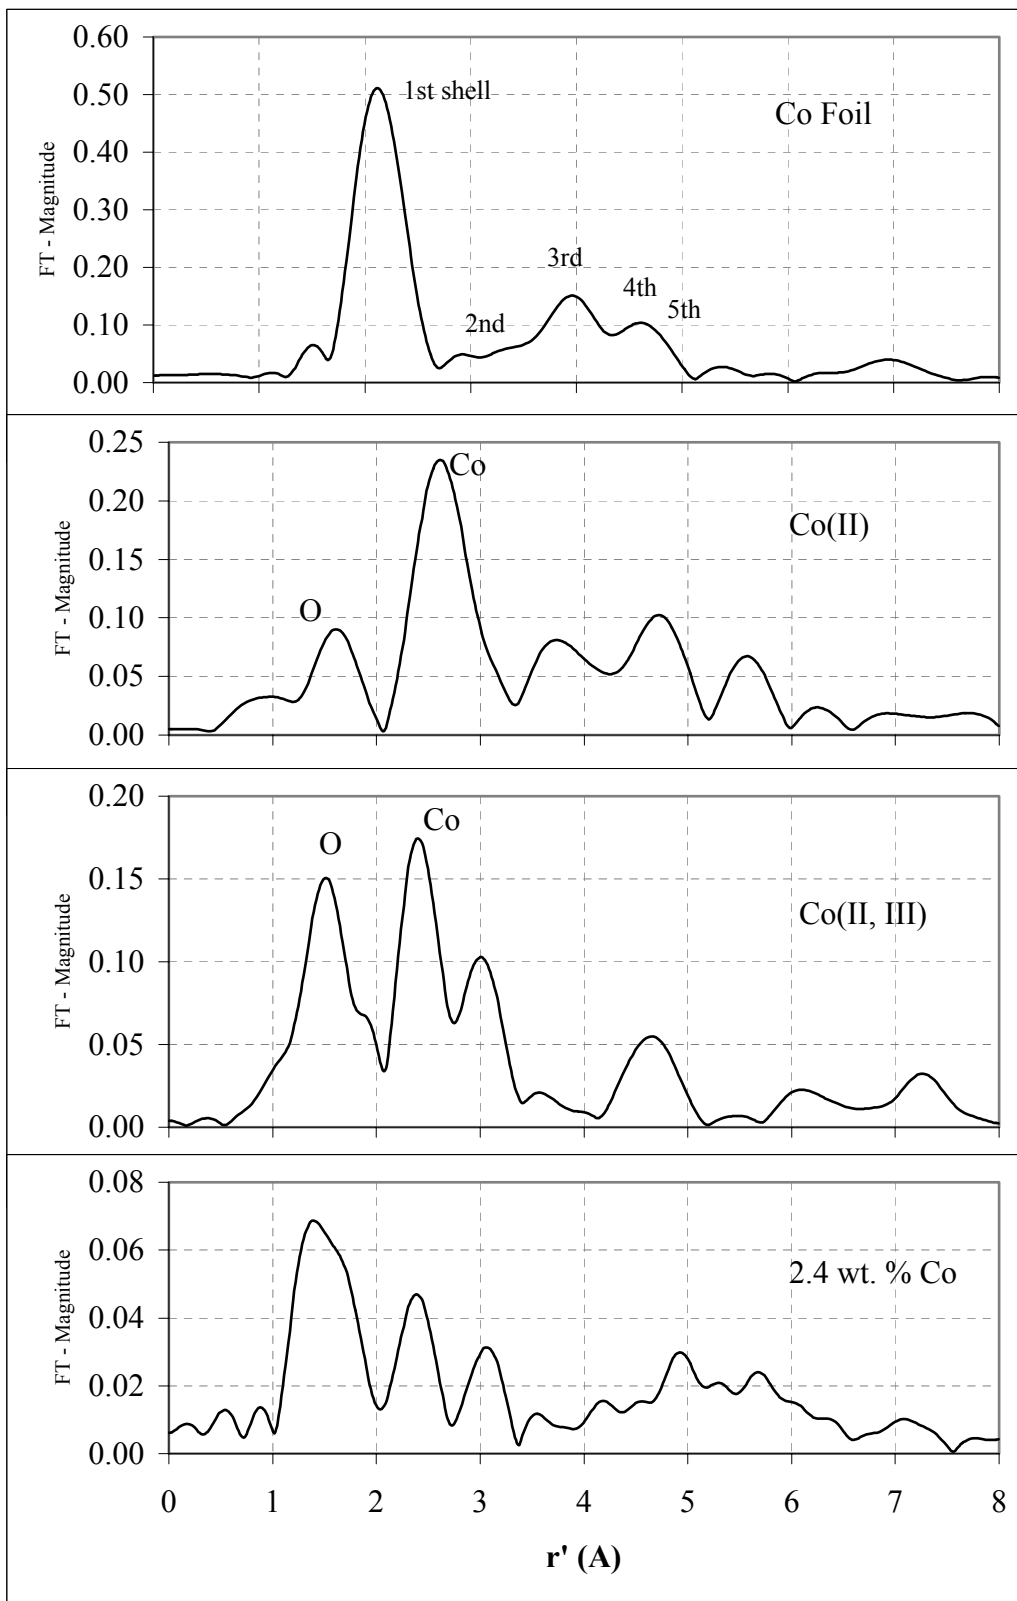 0.60
0.50
0.40
0.30
0.20
0.10
0.00
FT - Magnitude
1st shell
2nd
3rd
4th
5th
Co Foil
0.25
0.20
0.15
0.10
0.05
0.00
FT - Magnitude
O
Co
Co(II)
0.20
0.15
0.10
0.05
0.00
FT - Magnitude
O
Co
Co(II, III)
0.08
0.06
0.04
0.02
0.00
FT - Magnitude
2.4 wt. % Co
0 1 2 3 4 5 6 7 8
r' (A)